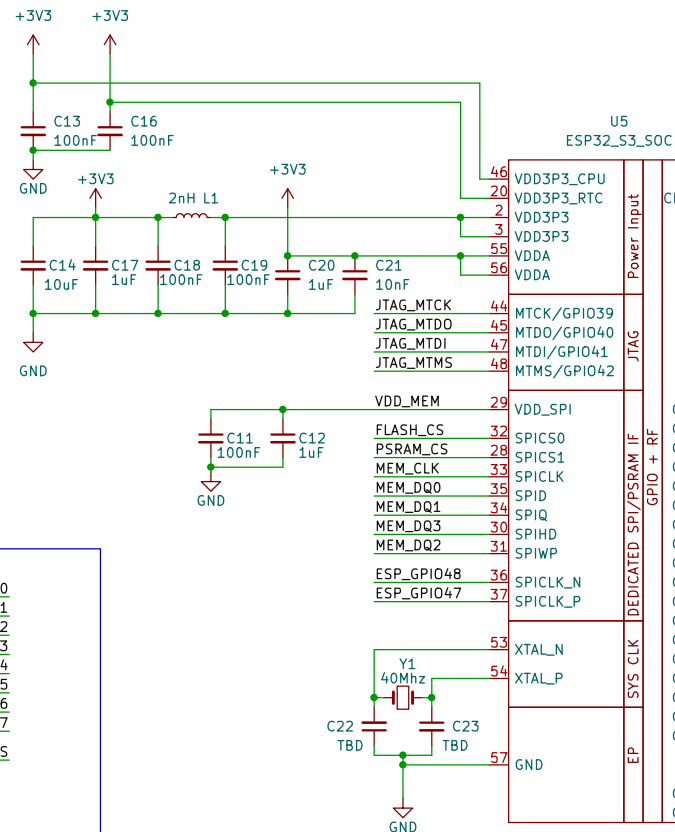 +3V3 +3V3
C13 100nF
C16 100nF
GND
U5
ESP32_S3_SOC
+3V3
2nH L1
+3V3
C14 10uF
C17 1uF
C18 100nF
C19 100nF
C20 1uF
C21 10nF
GND
46 VDD3P3_CPU
20 VDD3P3_RTC
2 VDD3P3
3 VDD3P3
55 VDDA
56 VDDA
Power Input
JTAG_MTCK 44 MTCK/GPIO39
JTAG_MTDO 45 MTDO/GPIO40
JTAG_MTDI 47 MTDI/GPIO41
JTAG_MTMS 48 MTMS/GPIO42
JTAG
VDD_MEM 29 VDD_SPI
C11 100nF
C12 1uF
GND
FLASH_CS 32 SPICS0
PSRAM_CS 28 SPICS1
MEM_CLK 33 SPICLK
MEM_DQ0 35 SPID
MEM_DQ1 34 SPIQ
MEM_DQ3 30 SPIHD
MEM_DQ2 31 SPIWP
ESP_GPIO48 36 SPICLK_N
ESP_GPIO47 37 SPICLK_P
DEDICATED SPI/PSRAM IF
GPIO + RF
53 XTAL_N
54 XTAL_P
SYS CLK
Y1
40Mhz
C22 TBD
C23 TBD
57 GND
EP
GND
0
1
2
3
4
5
6
7
S